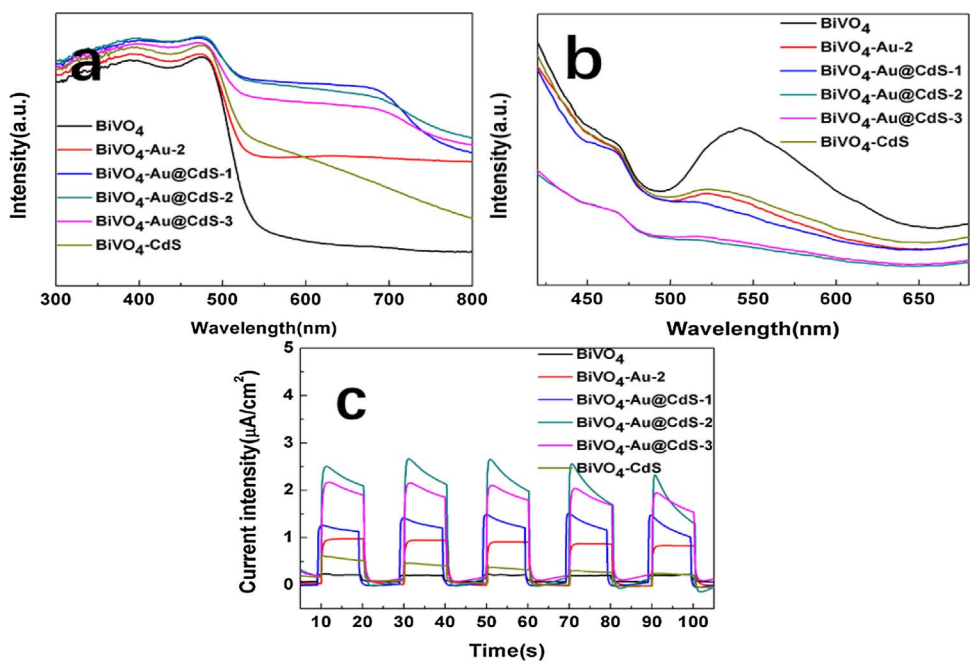 a
Intensity(a.u.)
BiVO4
BiVO4-Au-2
BiVO4-Au@CdS-1
BiVO4-Au@CdS-2
BiVO4-Au@CdS-3
BiVO4-CdS
300 400 500 600 700 800
Wavelength(nm)
b
Intensity(a.u.)
BiVO4
BiVO4-Au-2
BiVO4-Au@CdS-1
BiVO4-Au@CdS-2
BiVO4-Au@CdS-3
BiVO4-CdS
450 500 550 600 650
Wavelength(nm)
c
Current intensity(μA/cm2)
5
4
3
2
1
0
BiVO4
BiVO4-Au-2
BiVO4-Au@CdS-1
BiVO4-Au@CdS-2
BiVO4-Au@CdS-3
BiVO4-CdS
10 20 30 40 50 60 70 80 90 100
Time(s)